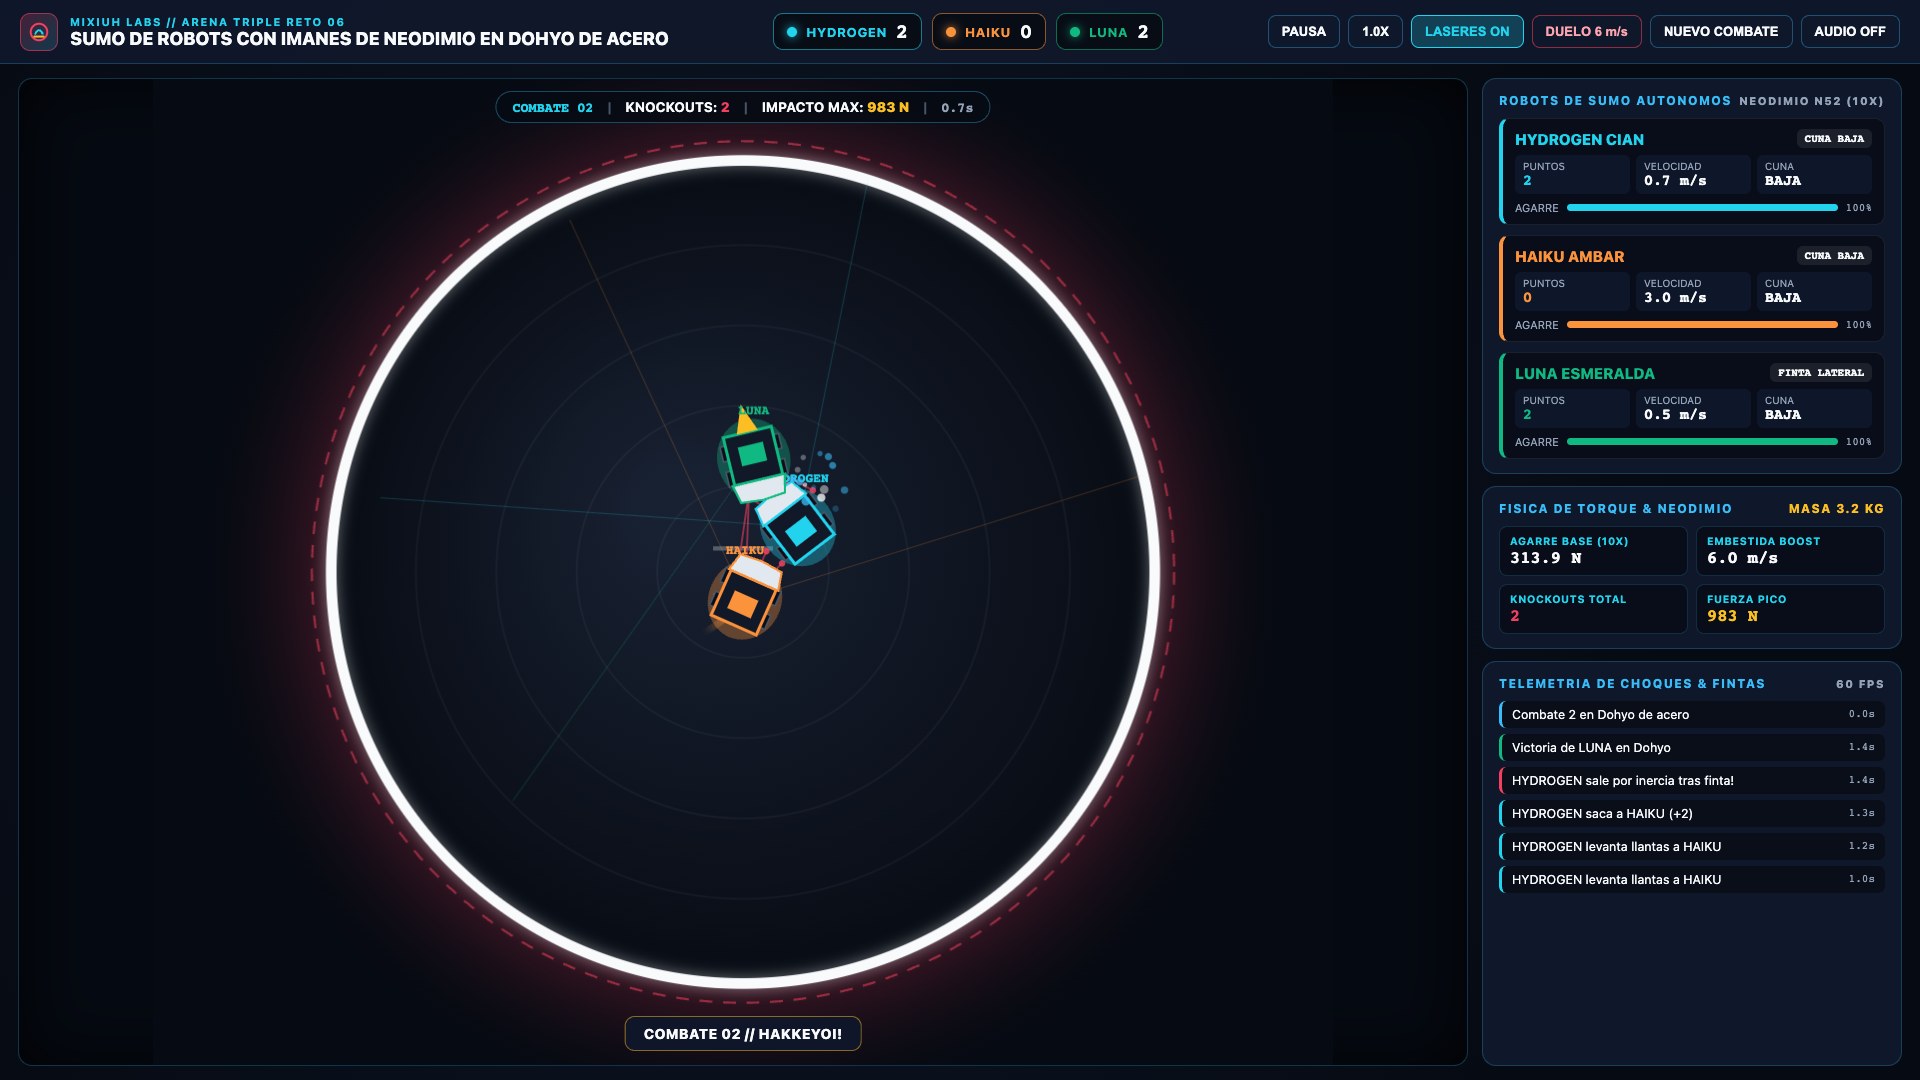 MIXIUH LABS // ARENA TRIPLE RETO 06
SUMO DE ROBOTS CON IMANES DE NEODIMIO EN DOHYO DE ACERO
HYDROGEN 2
HAIKU 0
LUNA 2
PAUSA
1.0X
LASERES ON
DUELO 6 m/s
NUEVO COMBATE
AUDIO OFF
COMBATE 02 | KNOCKOUTS: 2 | IMPACTO MAX: 983 N | 0.7s
LUNA
DROGEN
HAIKU
COMBATE 02 // HAKKEYOI!
ROBOTS DE SUMO AUTONOMOS NEODIMIO N52 (10X)
HYDROGEN CIAN CUNA BAJA
PUNTOS VELOCIDAD CUNA
2 0.7 m/s BAJA
AGARRE 100%
HAIKU AMBAR CUNA BAJA
PUNTOS VELOCIDAD CUNA
0 3.0 m/s BAJA
AGARRE 100%
LUNA ESMERALDA FINTA LATERAL
PUNTOS VELOCIDAD CUNA
2 0.5 m/s BAJA
AGARRE 100%
FISICA DE TORQUE & NEODIMIO MASA 3.2 KG
AGARRE BASE (10X) EMBESTIDA BOOST
313.9 N 6.0 m/s
KNOCKOUTS TOTAL FUERZA PICO
2 983 N
TELEMETRIA DE CHOQUES & FINTAS 60 FPS
Combate 2 en Dohyo de acero 0.0s
Victoria de LUNA en Dohyo 1.4s
HYDROGEN sale por inercia tras finta! 1.4s
HYDROGEN saca a HAIKU (+2) 1.3s
HYDROGEN levanta llantas a HAIKU 1.2s
HYDROGEN levanta llantas a HAIKU 1.0s